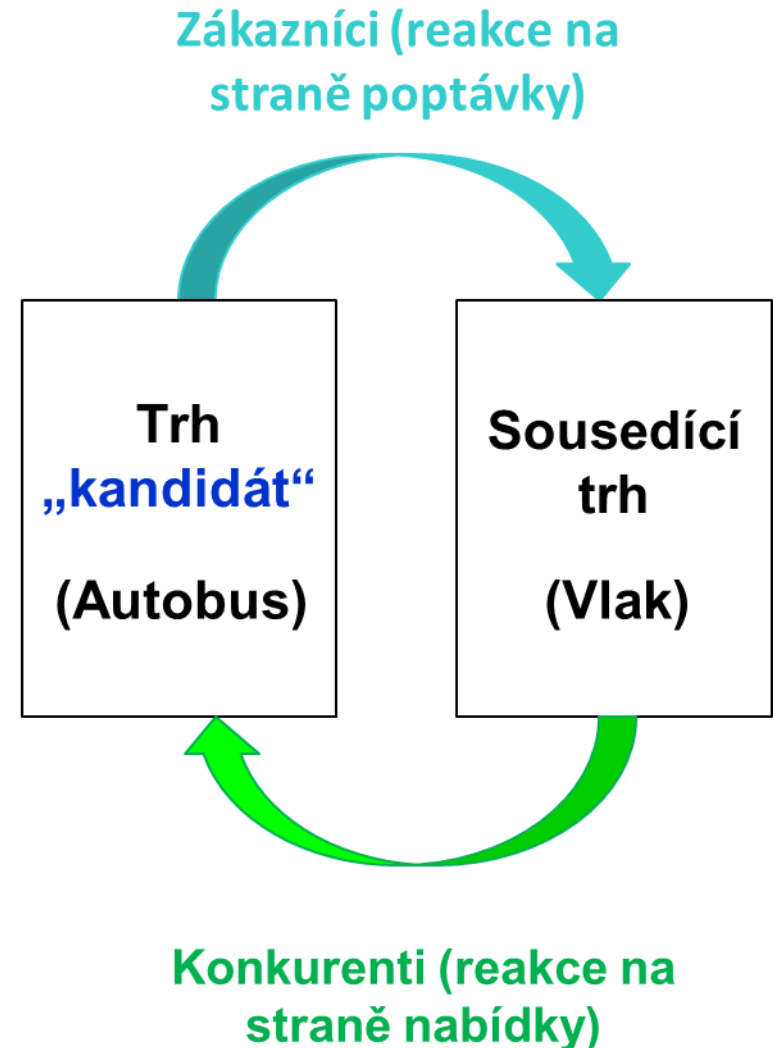 Zákazníci (reakce na
straně poptávky)
Trh
„kandidát“
(Autobus)
Sousedící
trh
(Vlak)
Konkurenti (reakce na
straně nabídky)